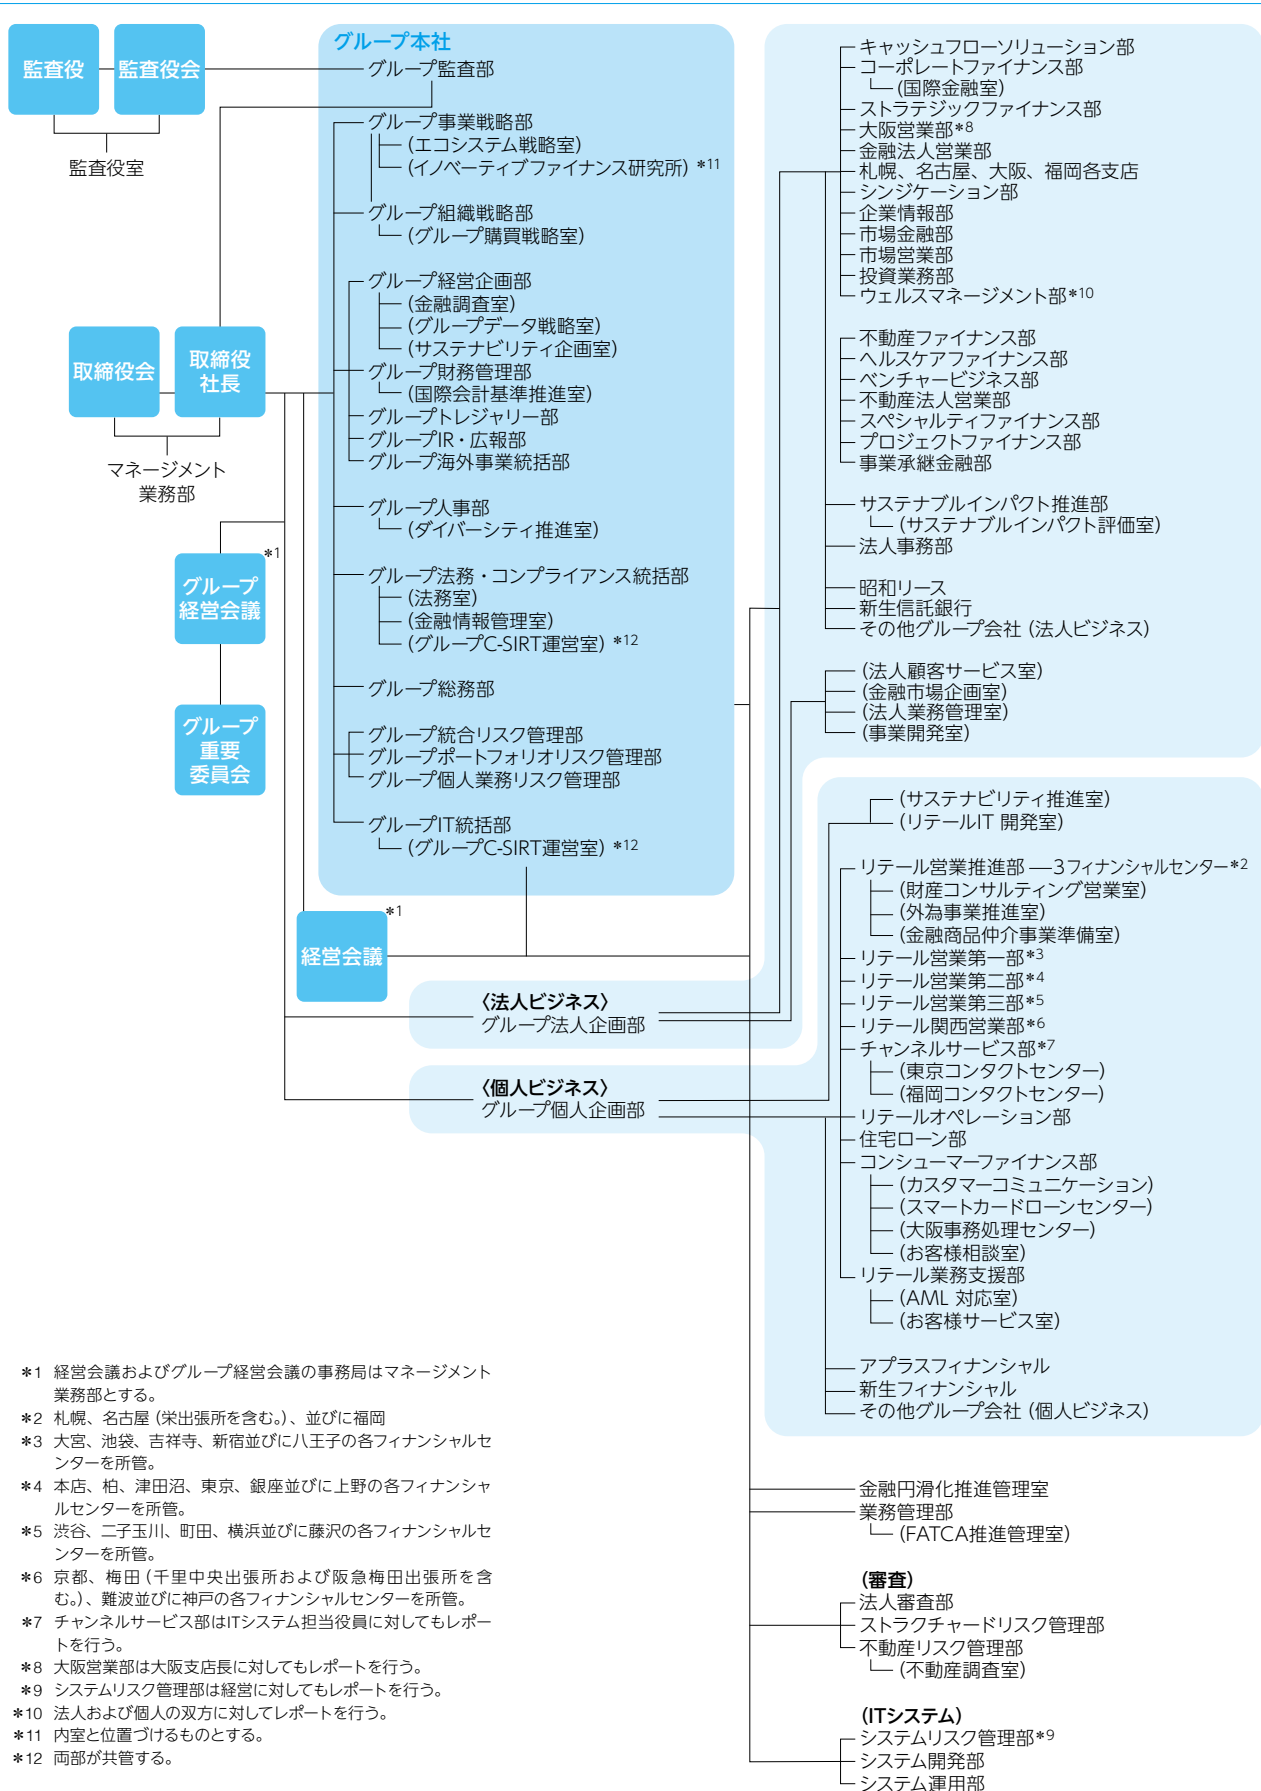 監査役
監査役会
監査役室
取締役会
取締役
社長
マネージメント
業務部
*1
グループ
経営会議
グループ
重要
委員会
グループ本社
グループ監査部
グループ事業戦略部
(エコシステム戦略室)
(イノベーティブファイナンス研究所)*11
グループ組織戦略部
(グループ購買戦略室)
グループ経営企画部
(金融調査室)
(グループデータ戦略室)
(サステナビリティ企画室)
グループ財務管理部
(国際会計基準推進室)
グループトレジャリー部
グループIR・広報部
グループ海外事業統括部
グループ人事部
(ダイバーシティ推進室)
グループ法務・コンプライアンス統括部
(法務室)
(金融情報管理室)
(グループC-SIRT運営室)*12
グループ総務部
グループ統合リスク管理部
グループポートフォリオリスク管理部
グループ個人業務リスク管理部
グループIT統括部
(グループC-SIRT運営室)*12
*1
経営会議
〈法人ビジネス〉
グループ法人企画部
〈個人ビジネス〉
グループ個人企画部
キャッシュフローソリューション部
コーポレートファイナンス部
(国際金融室)
ストラテジックファイナンス部
大阪営業部*8
金融法人営業部
札幌、名古屋、大阪、福岡各支店
シンジケーション部
企業情報部
市場金融部
市場営業部
投資業務部
ウェルスマネージメント部*10
不動産ファイナンス部
ヘルスケアファイナンス部
ベンチャービジネス部
不動産法人営業部
スペシャルティファイナンス部
プロジェクトファイナンス部
事業承継金融部
サステナブルインパクト推進部
(サステナブルインパクト評価室)
法人事務部
昭和リース
新生信託銀行
その他グループ会社(法人ビジネス)
(法人顧客サービス室)
(金融市場企画室)
(法人業務管理室)
(事業開発室)
(サステナビリティ推進室)
(リテールIT 開発室)
リテール営業推進部 —3フィナンシャルセンター*2
(財産コンサルティング営業室)
(外為事業推進室)
(金融商品仲介事業準備室)
リテール営業第一部*3
リテール営業第二部*4
リテール営業第三部*5
リテール関西営業部*6
チャンネルサービス部*7
(東京コンタクトセンター)
(福岡コンタクトセンター)
リテールオペレーション部
住宅ローン部
コンシューマーファイナンス部
(カスタマーコミュニケーション)
(スマートカードローンセンター)
(大阪事務処理センター)
(お客様相談室)
リテール業務支援部
(AML 対応室)
(お客様サービス室)
アプラスフィナンシャル
新生フィナンシャル
その他グループ会社(個人ビジネス)
金融円滑化推進管理室
業務管理部
(FATCA推進管理室)
(審査)
法人審査部
ストラクチャードリスク管理部
不動産リスク管理部
(不動産調査室)
(ITシステム)
システムリスク管理部*9
システム開発部
システム運用部
*1 経営会議およびグループ経営会議の事務局はマネージメント
業務部とする。
*2 札幌、名古屋(栄出張所を含む。)、並びに福岡
*3 大宮、池袋、吉祥寺、新宿並びに八王子の各フィナンシャルセ
ンターを所管。
*4 本店、柏、津田沼、東京、銀座並びに上野の各フィナンシャ
ルセンターを所管。
*5 渋谷、二子玉川、町田、横浜並びに藤沢の各フィナンシャルセ
ンターを所管。
*6 京都、梅田(千里中央出張所および阪急梅田出張所を含
む。)、難波並びに神戸の各フィナンシャルセンターを所管。
*7 チャンネルサービス部はITシステム担当役員に対してもレポー
トを行う。
*8 大阪営業部は大阪支店長に対してもレポートを行う。
*9 システムリスク管理部は経営に対してもレポートを行う。
*10 法人および個人の双方に対してレポートを行う。
*11 内室と位置づけるものとする。
*12 両部が共管する。